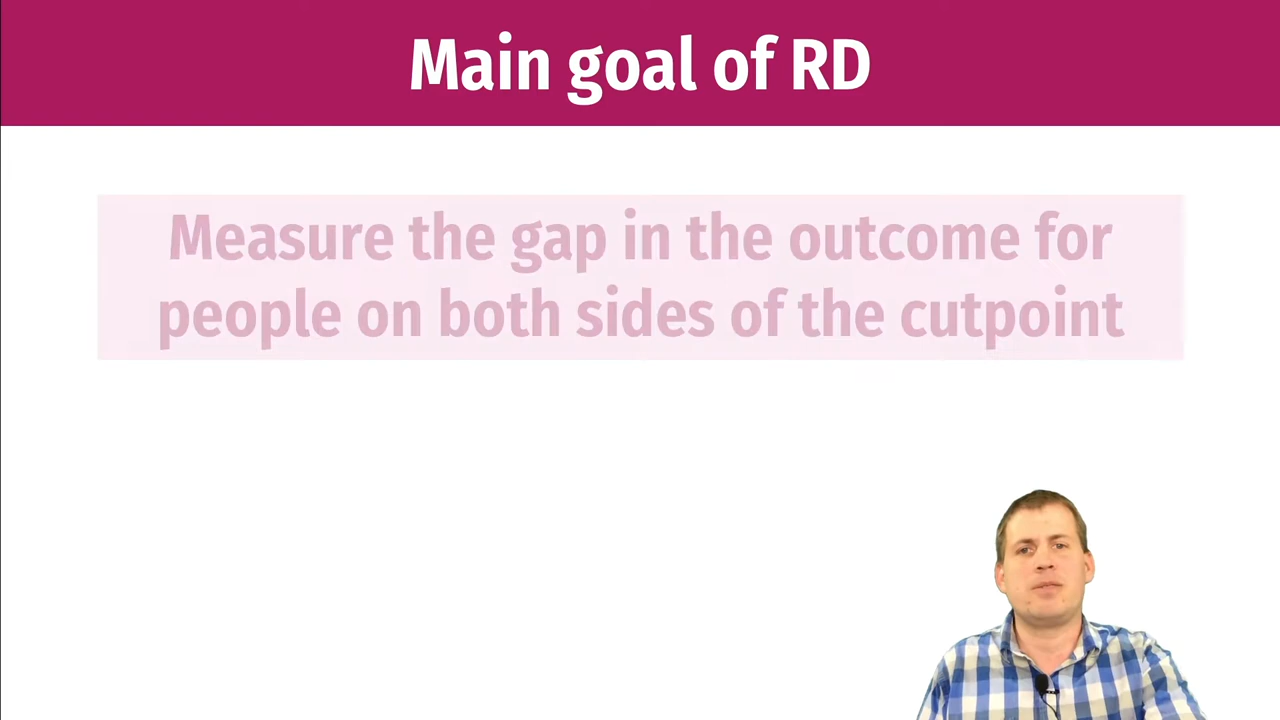 Main goal of RD
Measure the gap in the outcome for
people on both sides of the cutpoint